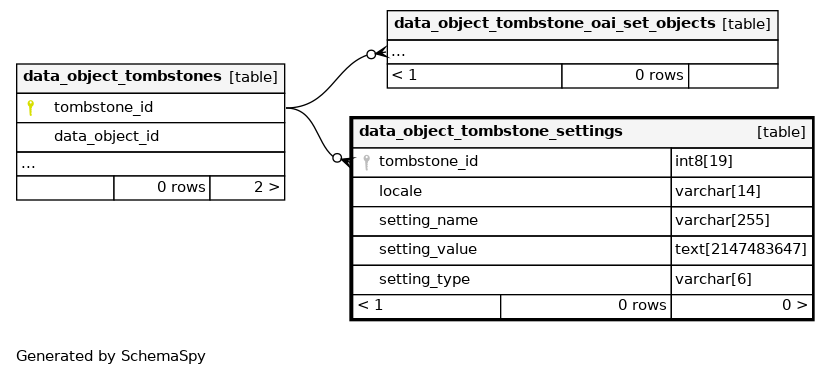 data_object_tombstone_oai_set_objects [table]
...
< 1 0 rows
data_object_tombstones [table]
tombstone_id
data_object_id
...
0 rows 2 >
data_object_tombstone_settings [table]
tombstone_id int8[19]
locale varchar[14]
setting_name varchar[255]
setting_value text[2147483647]
setting_type varchar[6]
< 1 0 rows 0 >
Generated by SchemaSpy